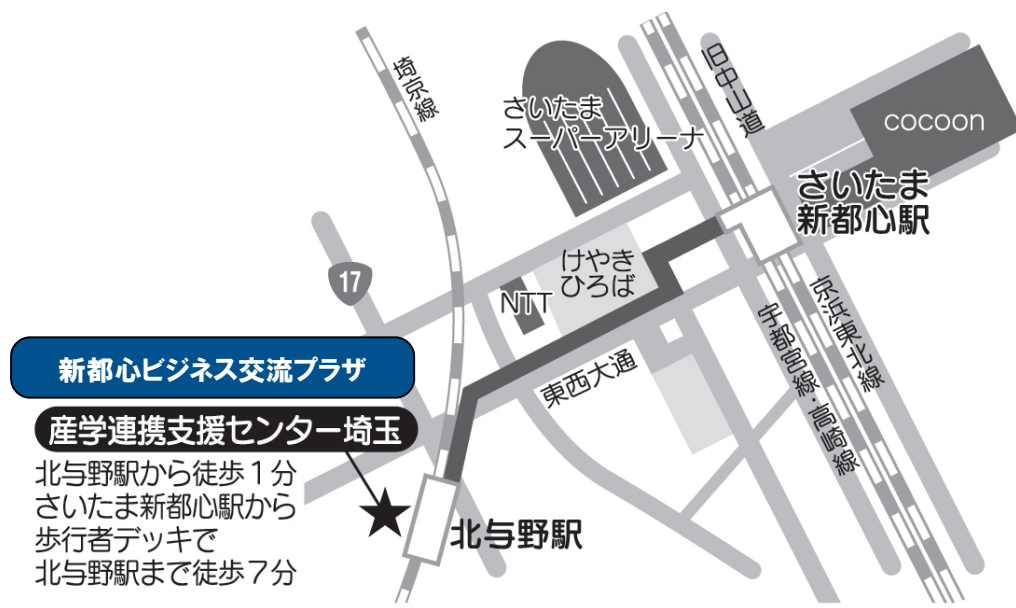 埼京線
旧中山道
さいたま
スーパーアリーナ
cocoon
さいたま
新都心駅
17
けやき
ひろば
NTT
東西大通
宇都宮線・高崎線
京浜東北線
新都心ビジネス交流プラザ
産学連携支援センター埼玉
北与野駅から徒歩1分
さいたま新都心駅から
歩行者デッキで
北与野駅まで徒歩7分
北与野駅